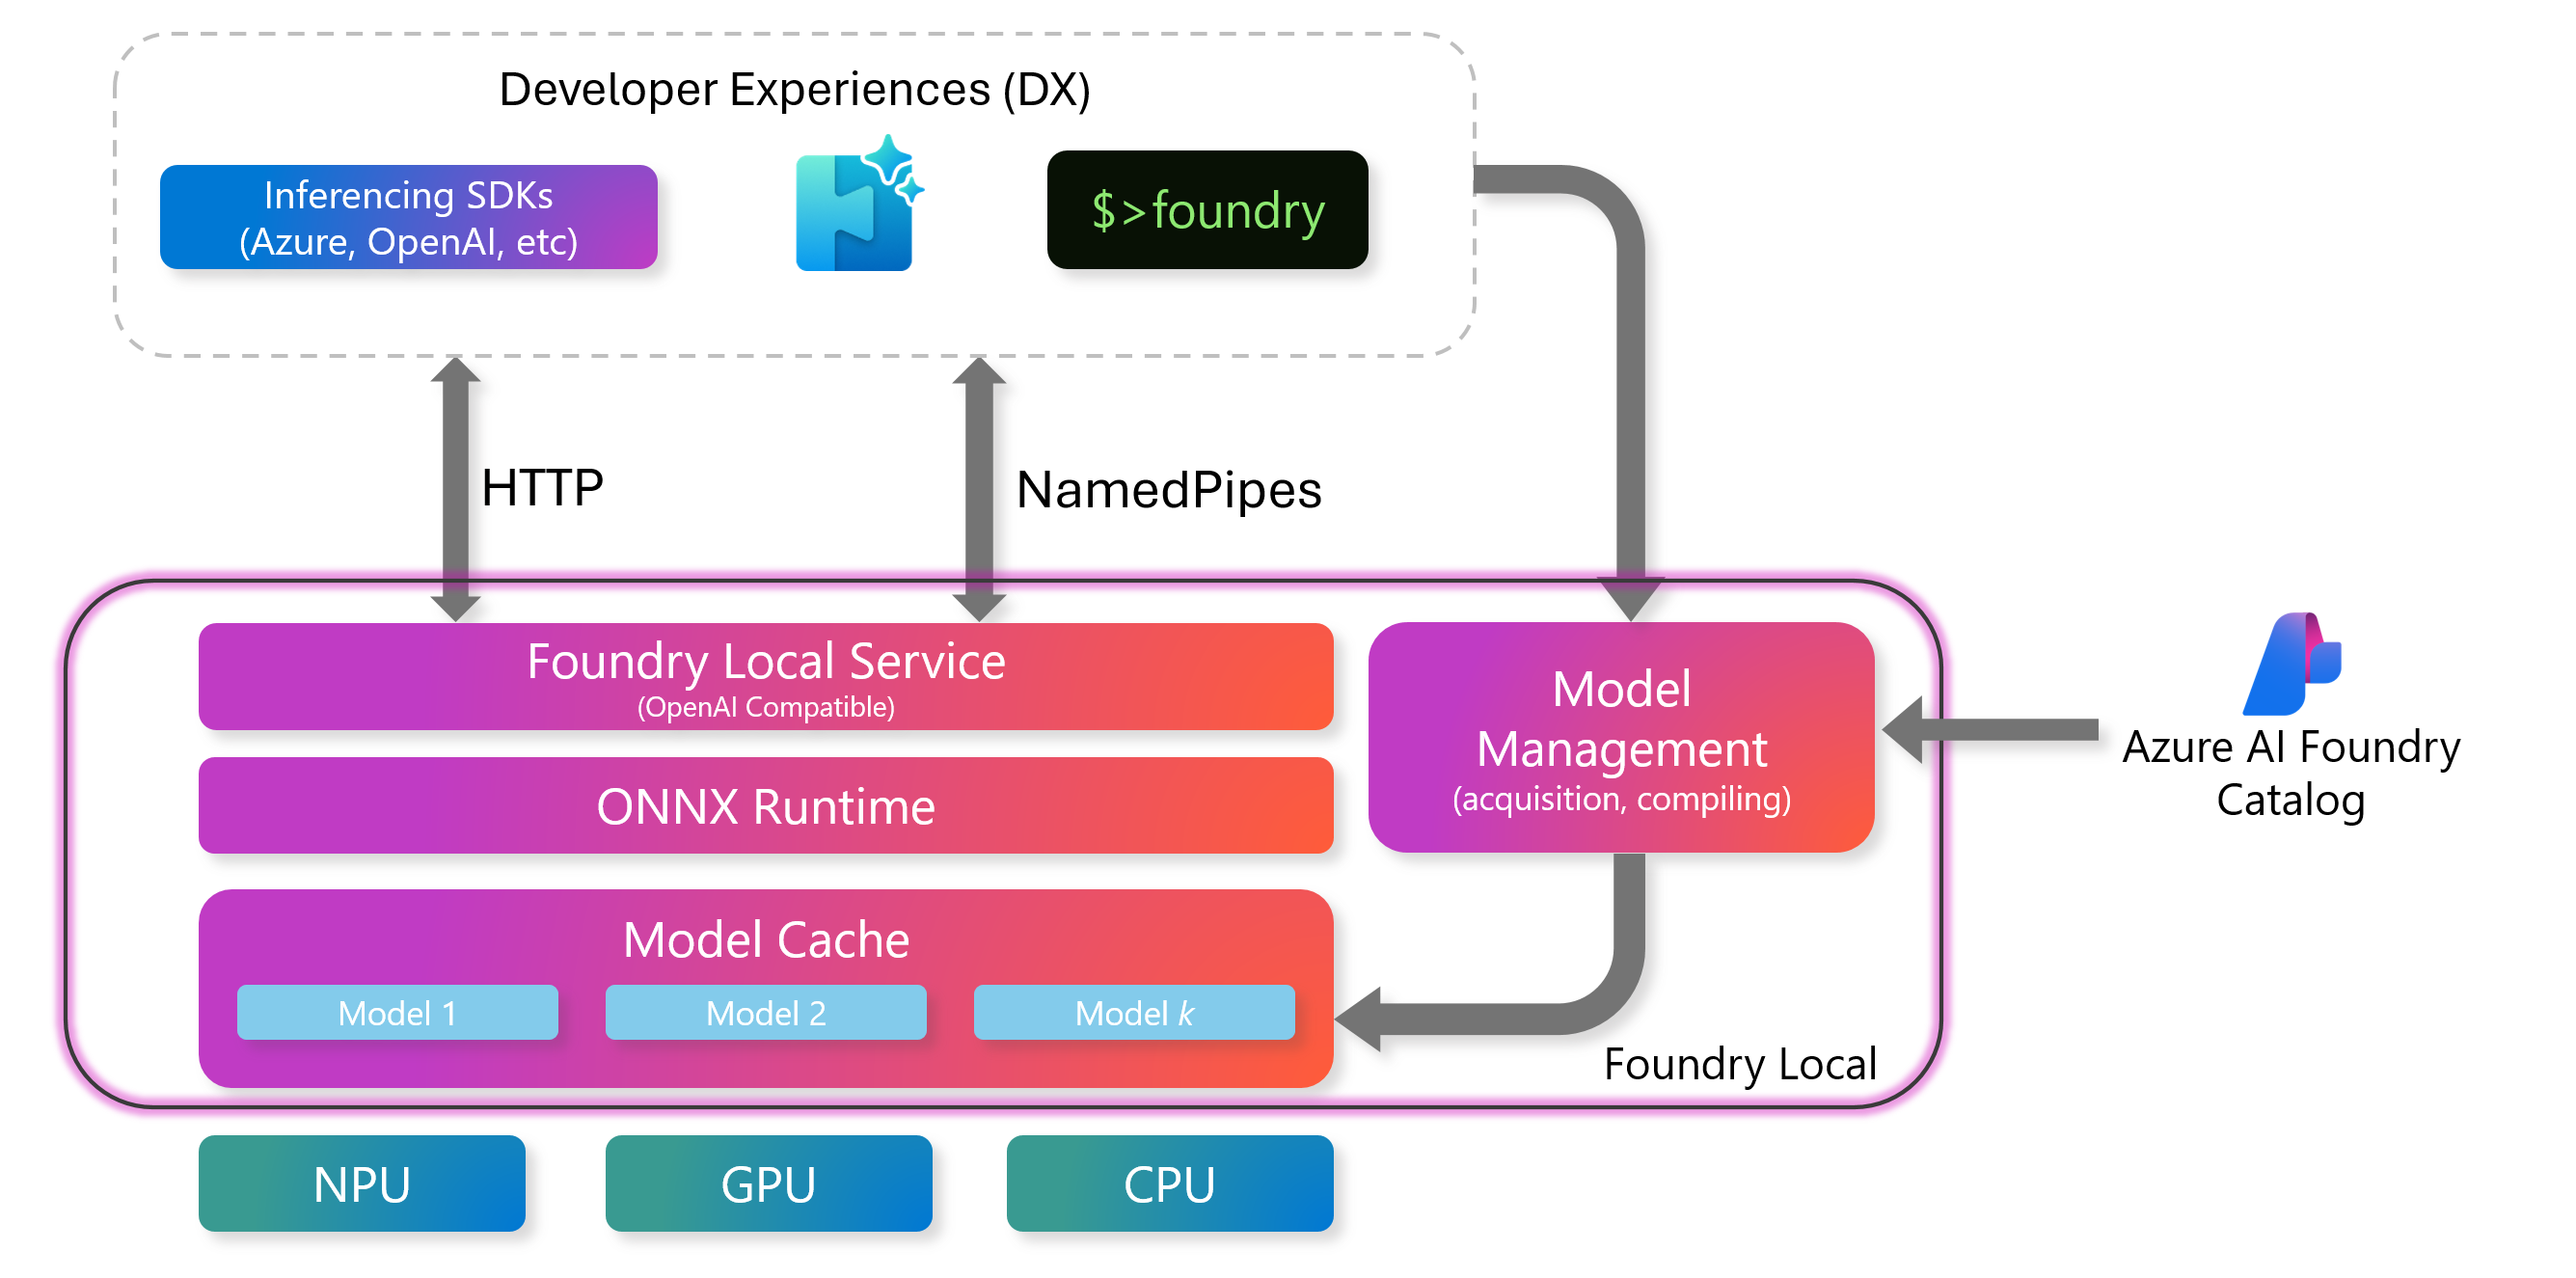 Developer Experiences (DX)
Inferencing SDKs
(Azure, OpenAI, etc)
$>foundry
HTTP
NamedPipes
Foundry Local Service
(OpenAI Compatible)
ONNX Runtime
Model Cache
Model 1
Model 2
Model k
Model
Management
(acquisition, compiling)
Azure AI Foundry
Catalog
Foundry Local
NPU
GPU
CPU